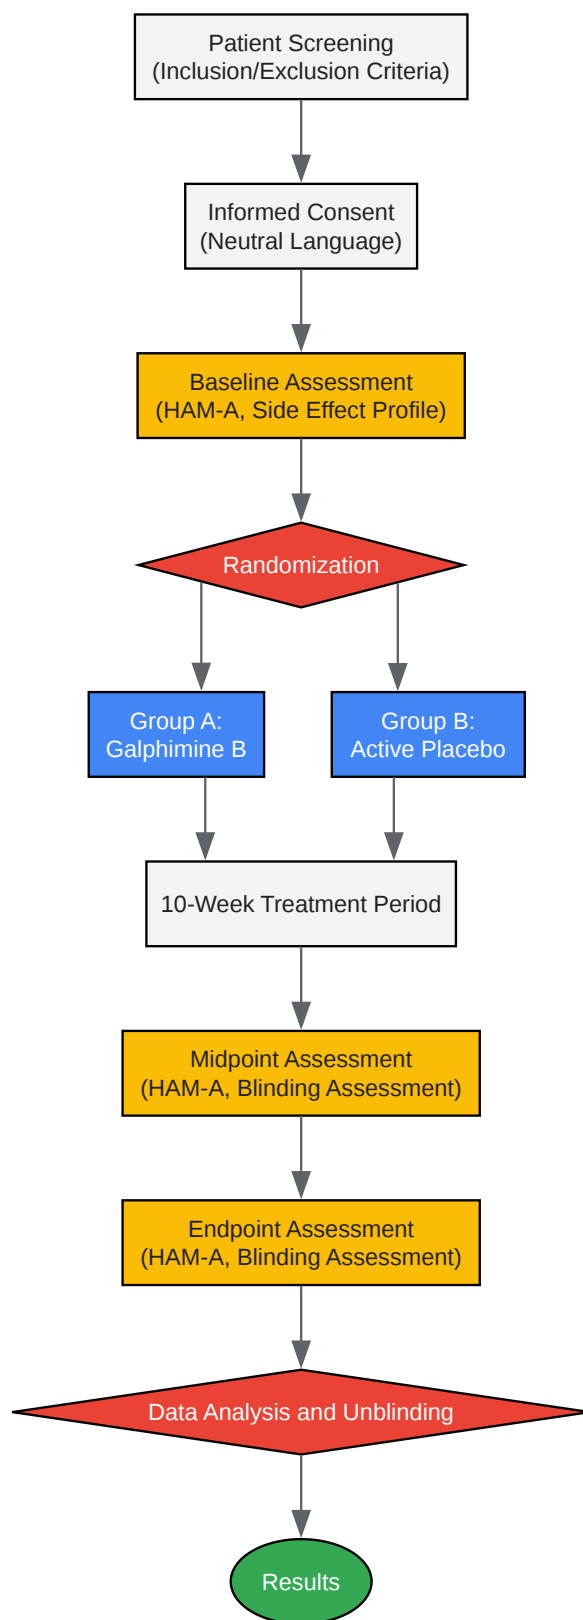 Patient Screening
(Inclusion/Exclusion Criteria)
Informed Consent
(Neutral Language)
Baseline Assessment
(HAM-A, Side Effect Profile)
Randomization
Group A:
Galphimine B
Group B:
Active Placebo
10-Week Treatment Period
Midpoint Assessment
(HAM-A, Blinding Assessment)
Endpoint Assessment
(HAM-A, Blinding Assessment)
Data Analysis and Unblinding
Results